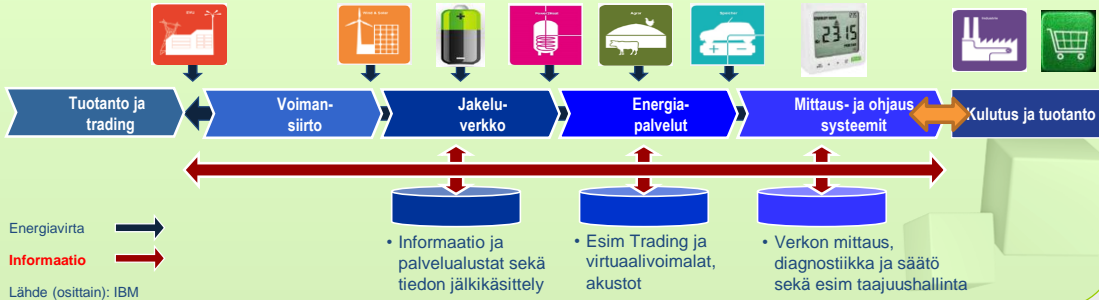 Tuotanto ja
trading
Voiman-
siirto
Jakelu-
verkko
Energia-
palvelut
Mittaus- ja ohjaus
systeemit
Kulutus ja tuotanto
23:15
Energiavirta
Informaatio
Lähde (osittain): IBM
• Informaatio ja
palvelualustat sekä
tiedon jälkikäsittely
• Esim Trading ja
virtuaalivoimalat,
akustot
• Verkon mittaus,
diagnostiikka ja säätö
sekä esim taajuushallinta